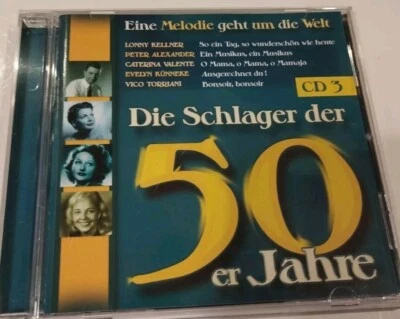 Eine Melodie geht um die Welt
LONNY KELLNER So ein Tag, so wunderschön wie heute
PETER ALEXANDER Ein Musikus, ein Musikus
CATERINA VALENTE O Mama, o Mama, o Mamajo
EVELYN KÜNNEKE Ausgerechnet du!
VICO TORRIANI Bonsoir, bonsoir
CD 3
Die Schlager der
50
er Jahre